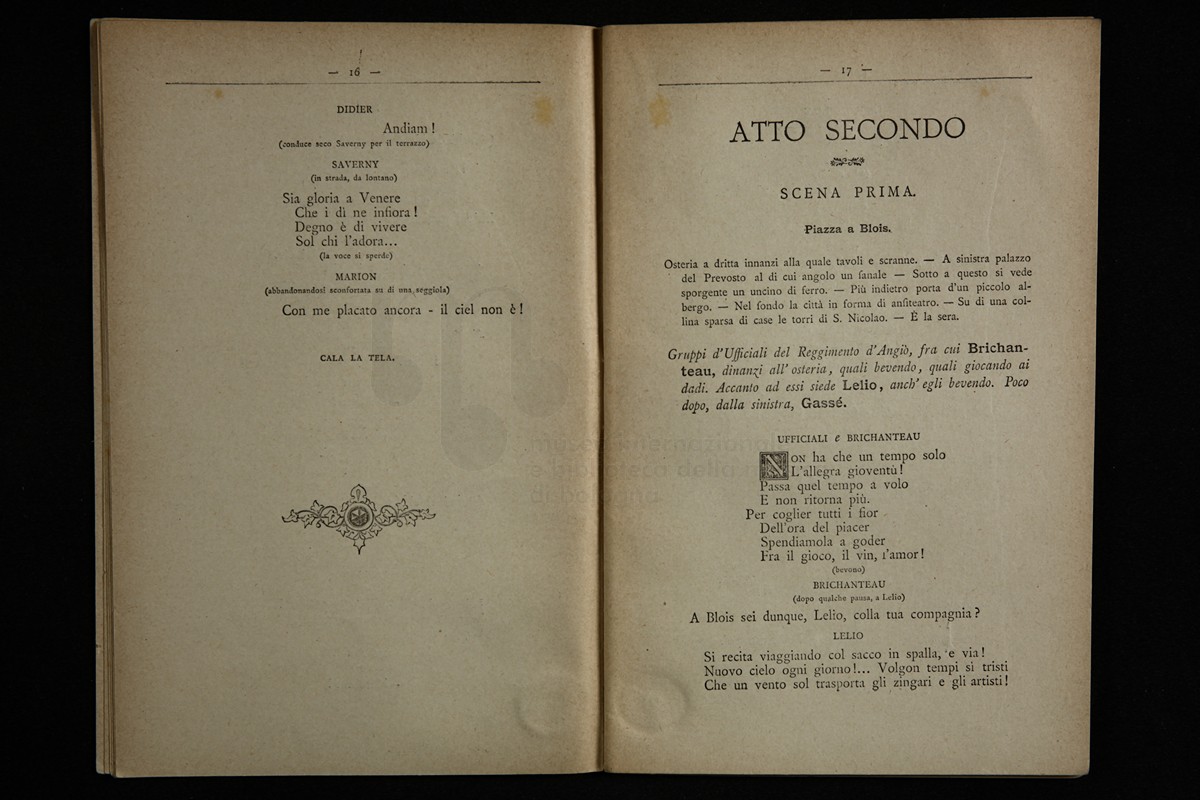 — 16 —
DIDIER
Andiam !
(conduce seco Saverny per il terrazzo)
SAVERNY
(in strada, da lontano)
Sia gloria a Venere
Che i dì ne infiora !
Degno è di vivere
Sol chi l'adora...
(la voce si sperde)
MARION
(abbandonandosi sconfortata su di una seggiola)
Con me placato ancora - il ciel non è !
CALA LA TELA.
— 17 —
ATTO SECONDO
SCENA PRIMA.
Piazza a Blois.
Osteria a dritta innanzi alla quale tavoli e scranne. — A sinistra palazzo
del Prevosto al di cui angolo un fanale — Sotto a questo si vede
sporgente un uncino di ferro. — Più indietro porta d'un piccolo al-
bergo. — Nel fondo la città in forma di anfiteatro. — Su di una col-
lina sparsa di case le torri di S. Nicolao. — È la sera.
Gruppi d'Ufficiali del Reggimento d'Angiò, fra cui Brichan-
teau, dinanzi all' osteria, quali bevendo, quali giocando ai
dadi. Accanto ad essi siede Lelio, anch' egli bevendo. Poco
dopo, dalla sinistra, Gassé.
UFFICIALI e BRICHANTEAU
NON ha che un tempo solo
L'allegra gioventù !
Passa quel tempo a volo
E non ritorna più.
Per coglier tutti i fior
Dell'ora del piacer
Spendiamola a goder
Fra il gioco, il vin, l'amor !
(bevono)
BRICHANTEAU
(dopo qualche pausa, a Lelio)
A Blois sei dunque, Lelio, colla tua compagnia ?
LELIO
Si recita viaggiando col sacco in spalla, e via !
Nuovo cielo ogni giorno !... Volgon tempi si tristi
Che un vento sol trasporta gli zingari e gli artisti !
museo internazionale
e biblioteca della
di bologna